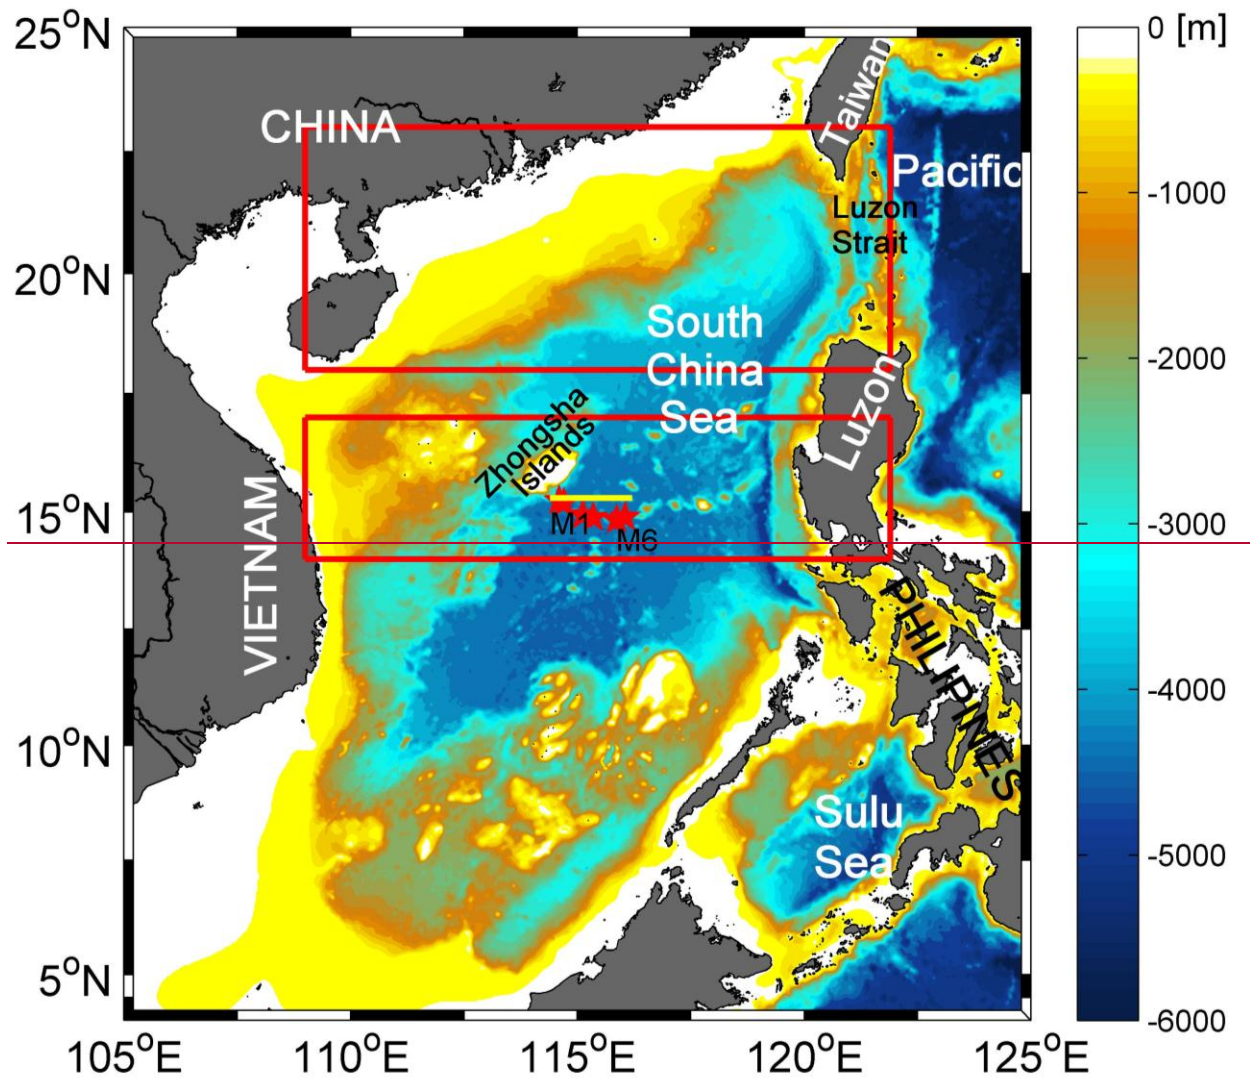 25°N
0 [m]
Taiwan
CHINA
Pacific
-1000
Luzon
Strait
20°N
South
China
Sea
-2000
Luzon
Zhongsha
Islands
15°N
M1
M6
-3000
VIETNAM
PHILIPINES
-4000
10°N
Sulu
Sea
-5000
5°N
-6000
105°E
110°E
115°E
120°E
125°E